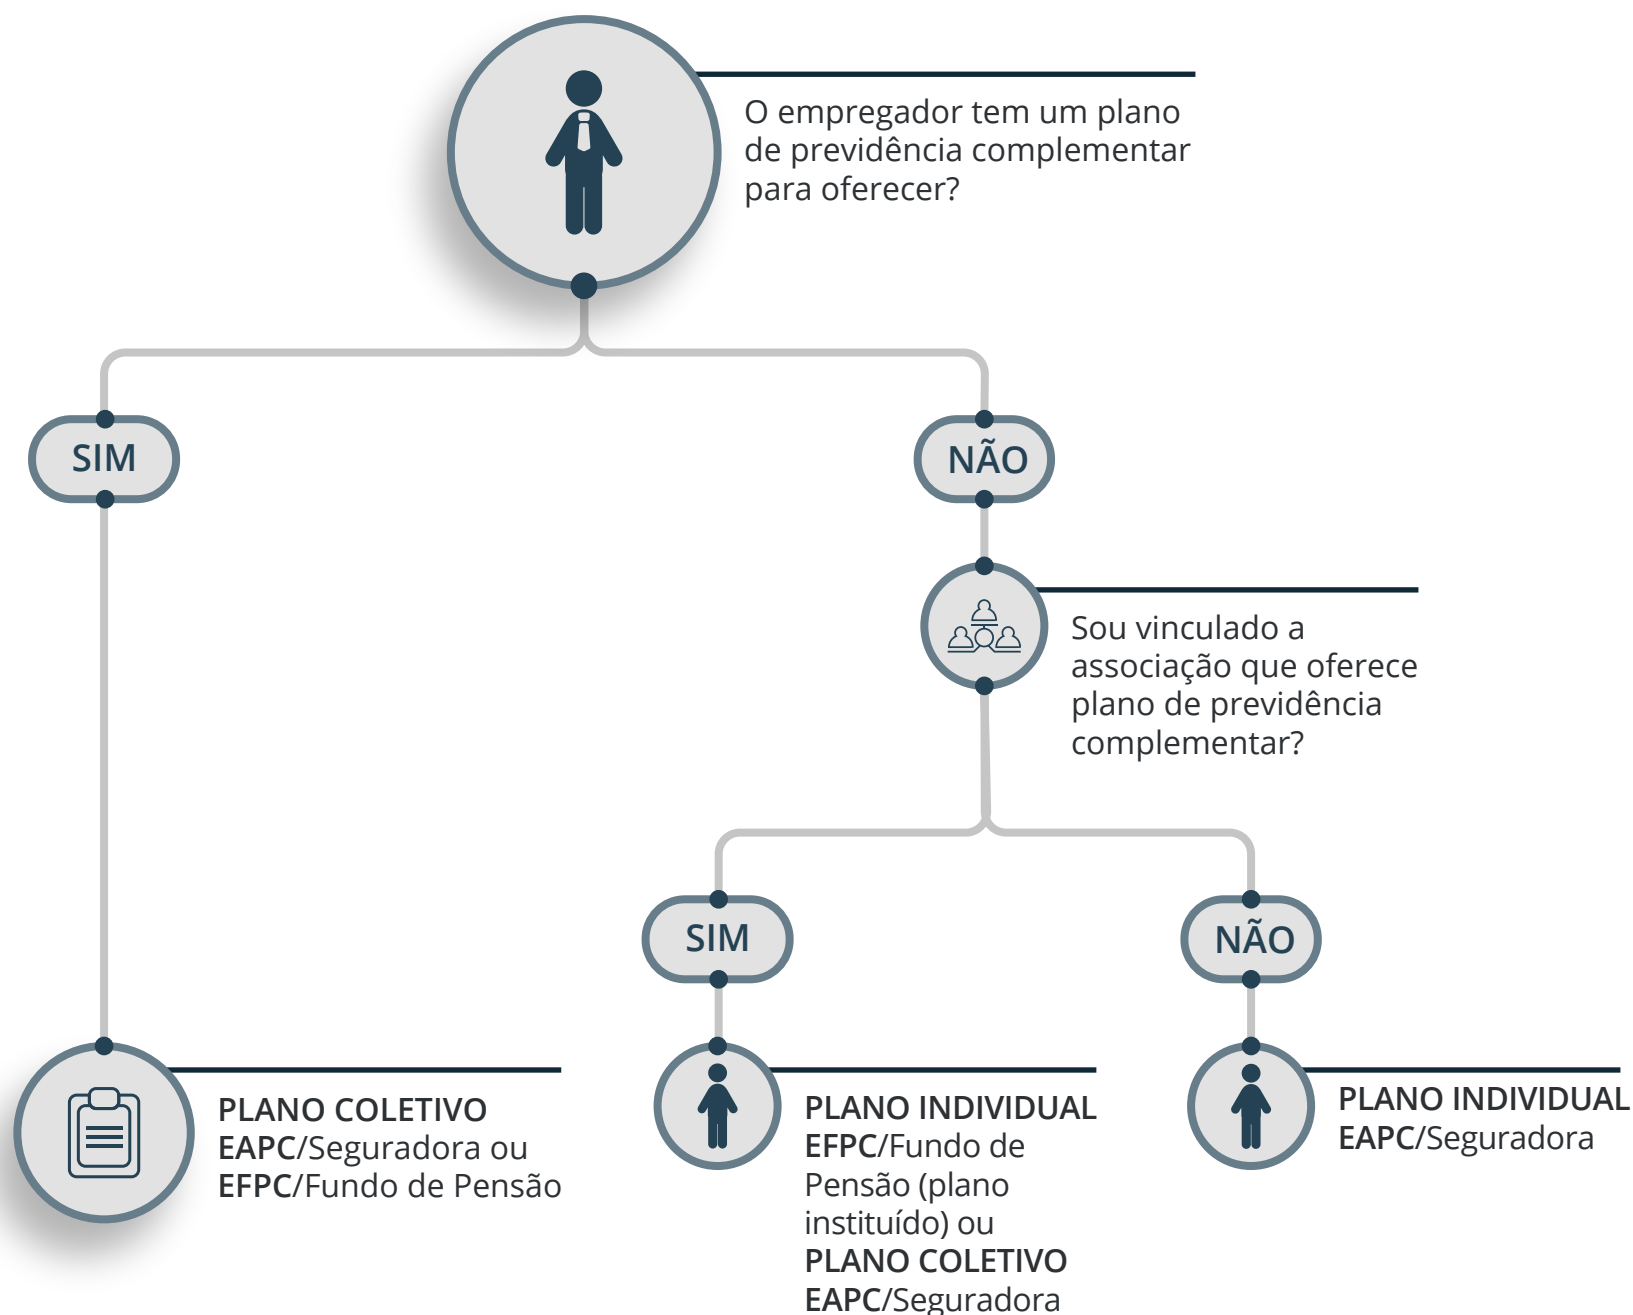 O empregador tem um plano
de previdência complementar
para oferecer?
SIM
NÃO
Sou vinculado a
associação que oferece
plano de previdência
complementar?
SIM
NÃO
PLANO COLETIVO
EAPC/Seguradora ou
EFPC/Fundo de Pensão
PLANO INDIVIDUAL
EFPC/Fundo de
Pensão (plano
instituído) ou
PLANO COLETIVO
EAPC/Seguradora
PLANO INDIVIDUAL
EAPC/Seguradora